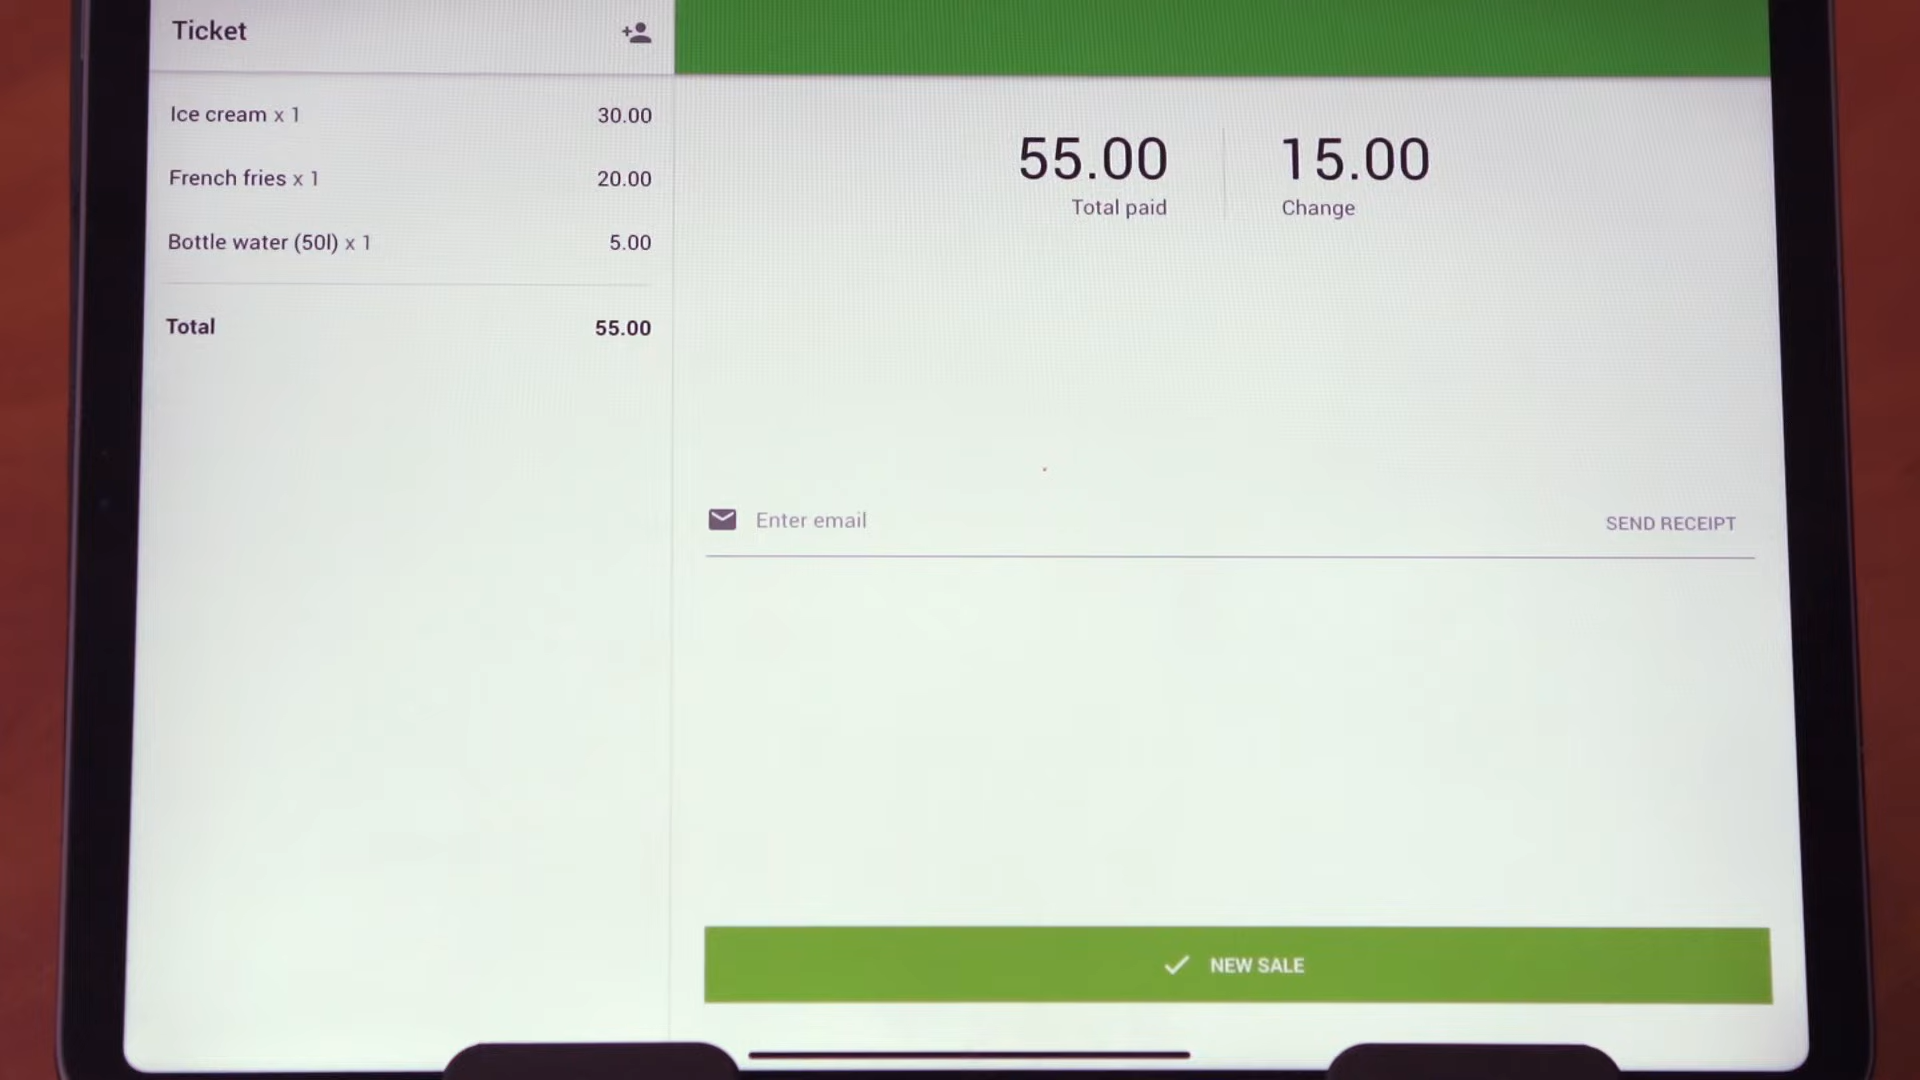 Ticket
Ice cream x 1 30.00
French fries x 1 20.00
Bottle water (50l) x 1 5.00
Total 55.00
55.00 15.00
Total paid Change
Enter email SEND RECEIPT
NEW SALE